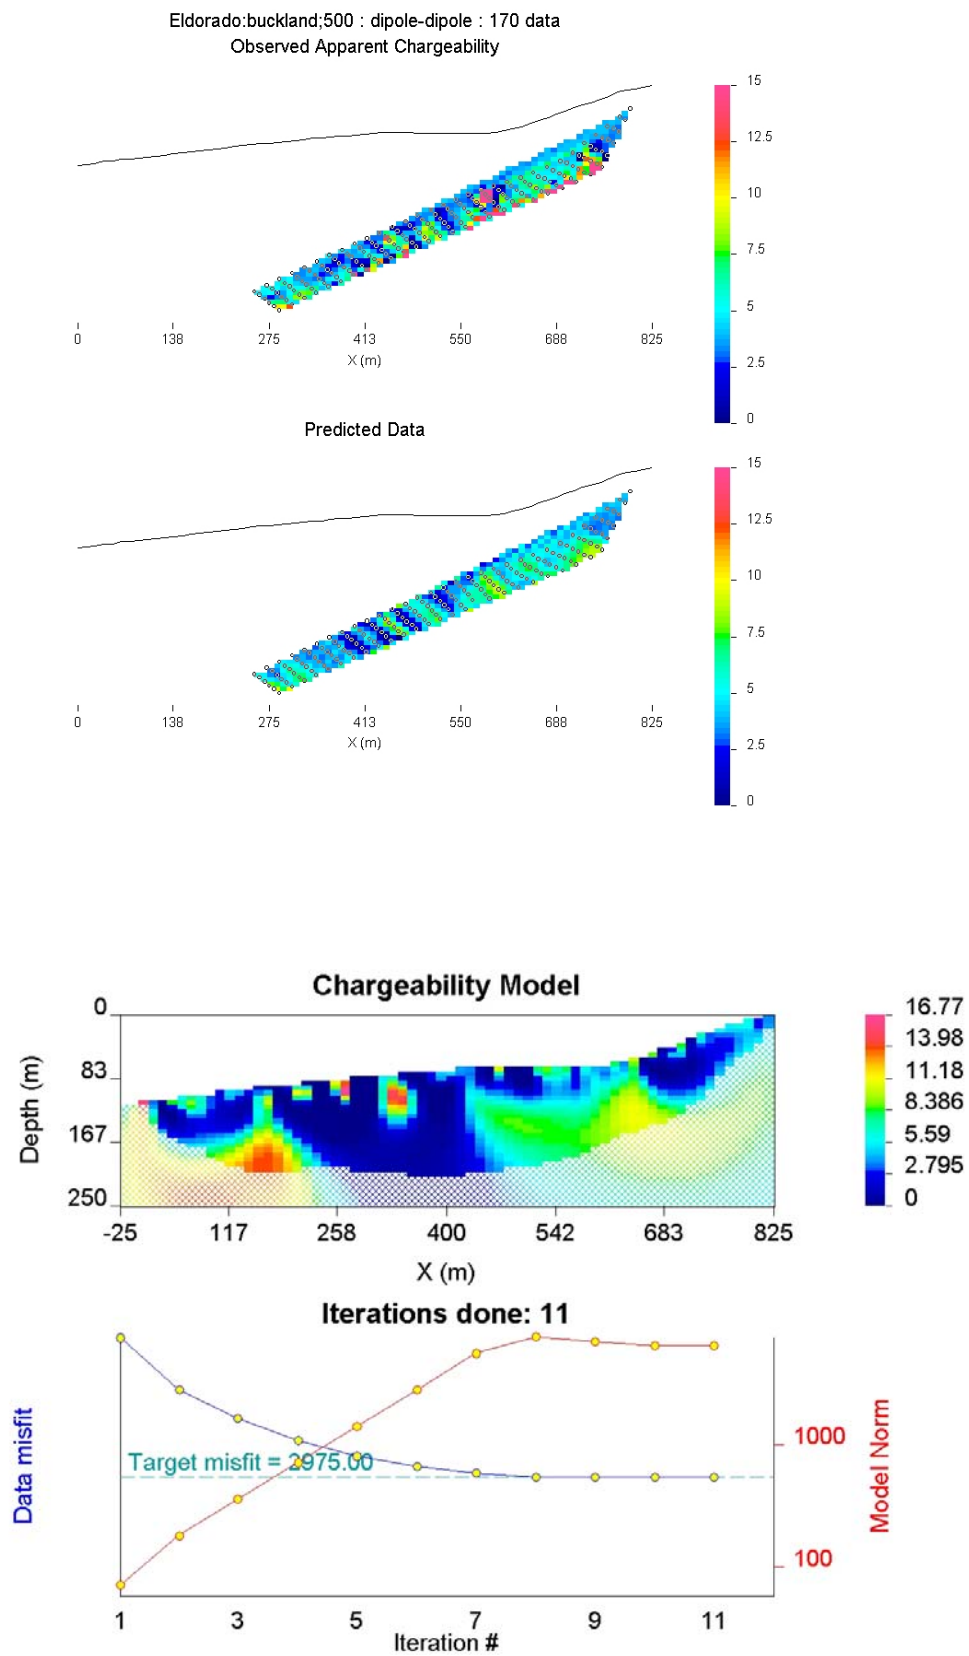 Eldorado:buckland;500 : dipole-dipole : 170 data
Observed Apparent Chargeability
15
12.5
10
7.5
5
2.5
0
0 138 275 413 550 688 825
X (m)
Predicted Data
15
12.5
10
7.5
5
2.5
0
0 138 275 413 550 688 825
X (m)
Chargeability Model
0
83
167
250
Depth (m)
-25 117 258 400 542 683 825
X (m)
16.77
13.98
11.18
8.386
5.59
2.795
0
Iterations done: 11
Data misfit
Target misfit = 2975.00
1000
100
Model Norm
1 3 5 7 9 11
Iteration #